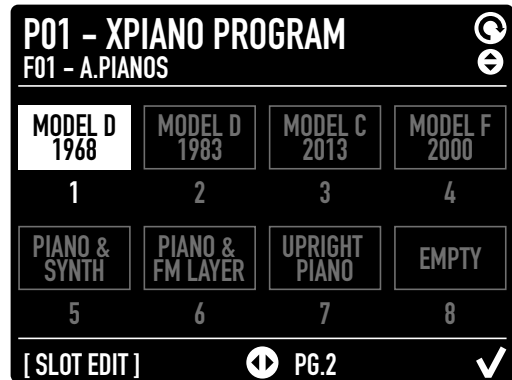 P01 - XPIANO PROGRAM
F01 - A.PIANOS
MODEL D
1968
MODEL D
1983
MODEL C
2013
MODEL F
2000
1
2
3
4
PIANO &
SYNTH
PIANO &
FM LAYER
UPRIGHT
PIANO
EMPTY
5
6
7
8
[ SLOT EDIT ]
PG.2